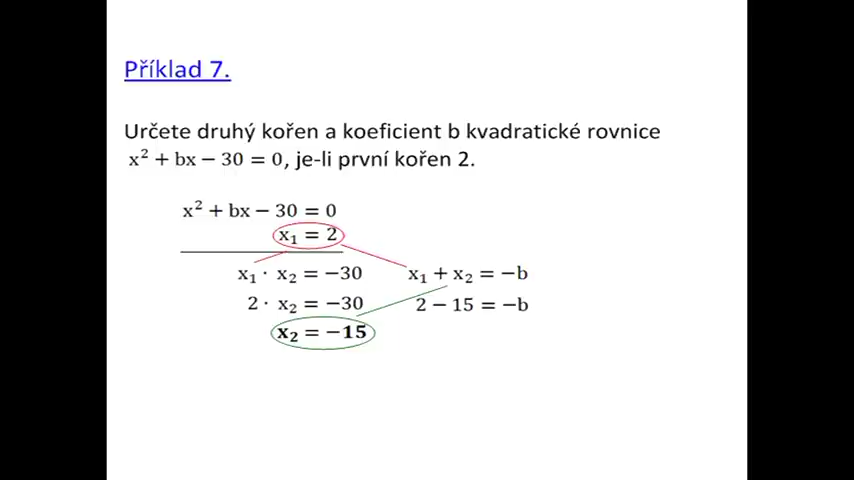 Příklad 7.
Určete druhý kořen a koeficient b kvadratické rovnice
x² + bx − 30 = 0, je-li první kořen 2.
x² + bx − 30 = 0
x₁ = 2
x₁ · x₂ = −30 x₁ + x₂ = −b
2 · x₂ = −30 2 − 15 = −b
x₂ = −15